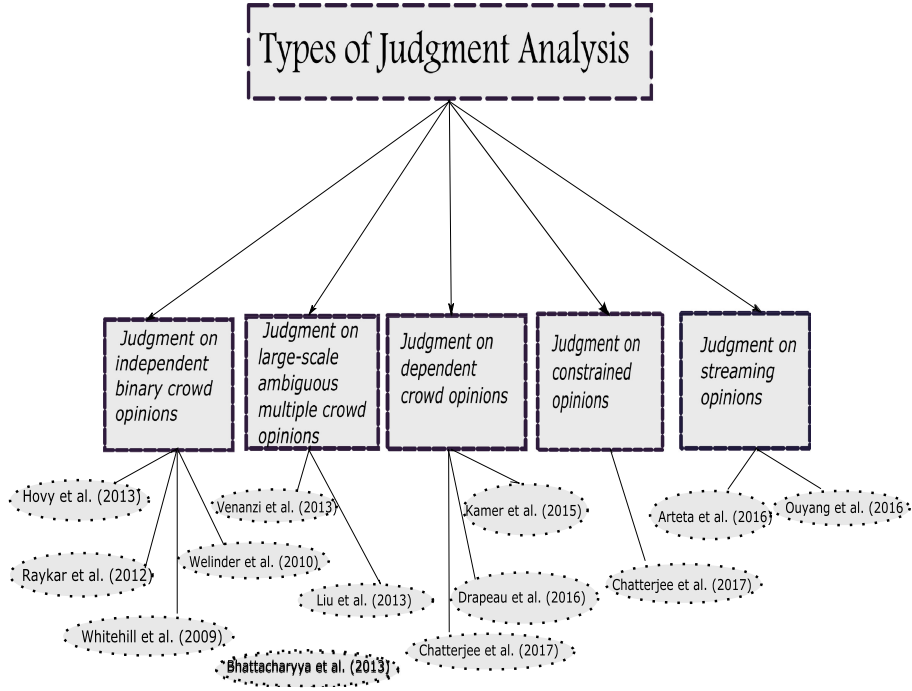 Types of Judgment Analysis
Judgment on
independent
binary crowd
opinions
Judgment on
large-scale
ambiguous
multiple crowd
opinions
Judgment on
dependent
crowd opinions
Judgment on
constrained
opinions
Judgment on
streaming
opinions
Hovy et al. (2013)
Raykar et al. (2012)
Whitehill et al. (2009)
Welinder et al. (2010)
Venanzi et al. (2013)
Liu et al. (2013)
Bhattacharyya et al. (2013)
Kamer et al. (2015)
Drapeau et al. (2016)
Chatterjee et al. (2017)
Chatterjee et al. (2017)
Arteta et al. (2016)
Ouyang et al. (2016